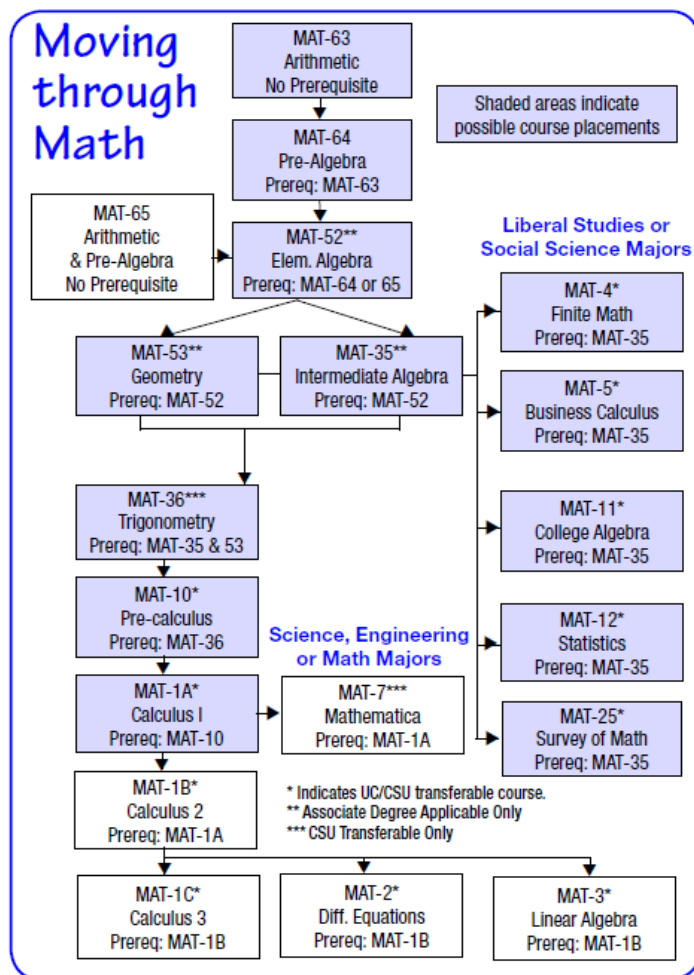 Moving
through
Math
MAT-63
Arithmetic
No Prerequisite
Shaded areas indicate
possible course placements
MAT-64
Pre-Algebra
Prereq: MAT-63
MAT-65
Arithmetic
& Pre-Algebra
No Prerequisite
MAT-52**
Elem. Algebra
Prereq: MAT-64 or 65
Liberal Studies or
Social Science Majors
MAT-4*
Finite Math
Prereq: MAT-35
MAT-53**
Geometry
Prereq: MAT-52
MAT-35**
Intermediate Algebra
Prereq: MAT-52
MAT-5*
Business Calculus
Prereq: MAT-35
MAT-36***
Trigonometry
Prereq: MAT-35 & 53
MAT-11*
College Algebra
Prereq: MAT-35
MAT-10*
Pre-calculus
Prereq: MAT-36
MAT-12*
Statistics
Prereq: MAT-35
Science, Engineering
or Math Majors
MAT-1A*
Calculus I
Prereq: MAT-10
MAT-7***
Mathematica
Prereq: MAT-1A
MAT-25*
Survey of Math
Prereq: MAT-35
MAT-1B*
Calculus 2
Prereq: MAT-1A
* Indicates UC/CSU transferable course.
** Associate Degree Applicable Only
*** CSU Transferable Only
MAT-1C*
Calculus 3
Prereq: MAT-1B
MAT-2*
Diff. Equations
Prereq: MAT-1B
MAT-3*
Linear Algebra
Prereq: MAT-1B